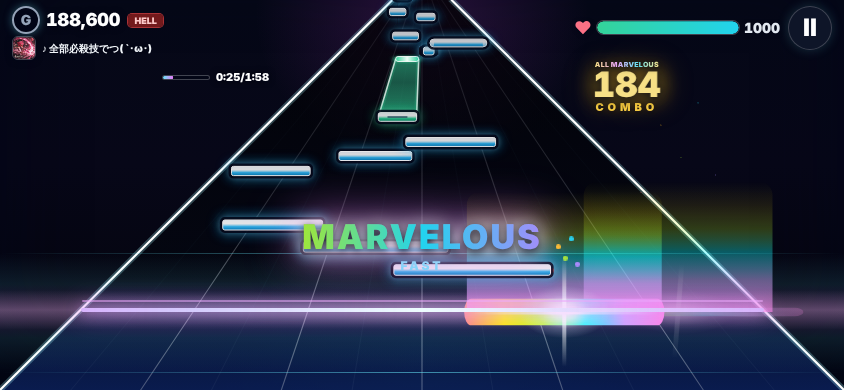 G 188,600 HELL
♪ 全部必殺技でつ(｀･ω･)
0:25/1:58
1000
ALL MARVELOUS
184
COMBO
MARVELOUS
FAST